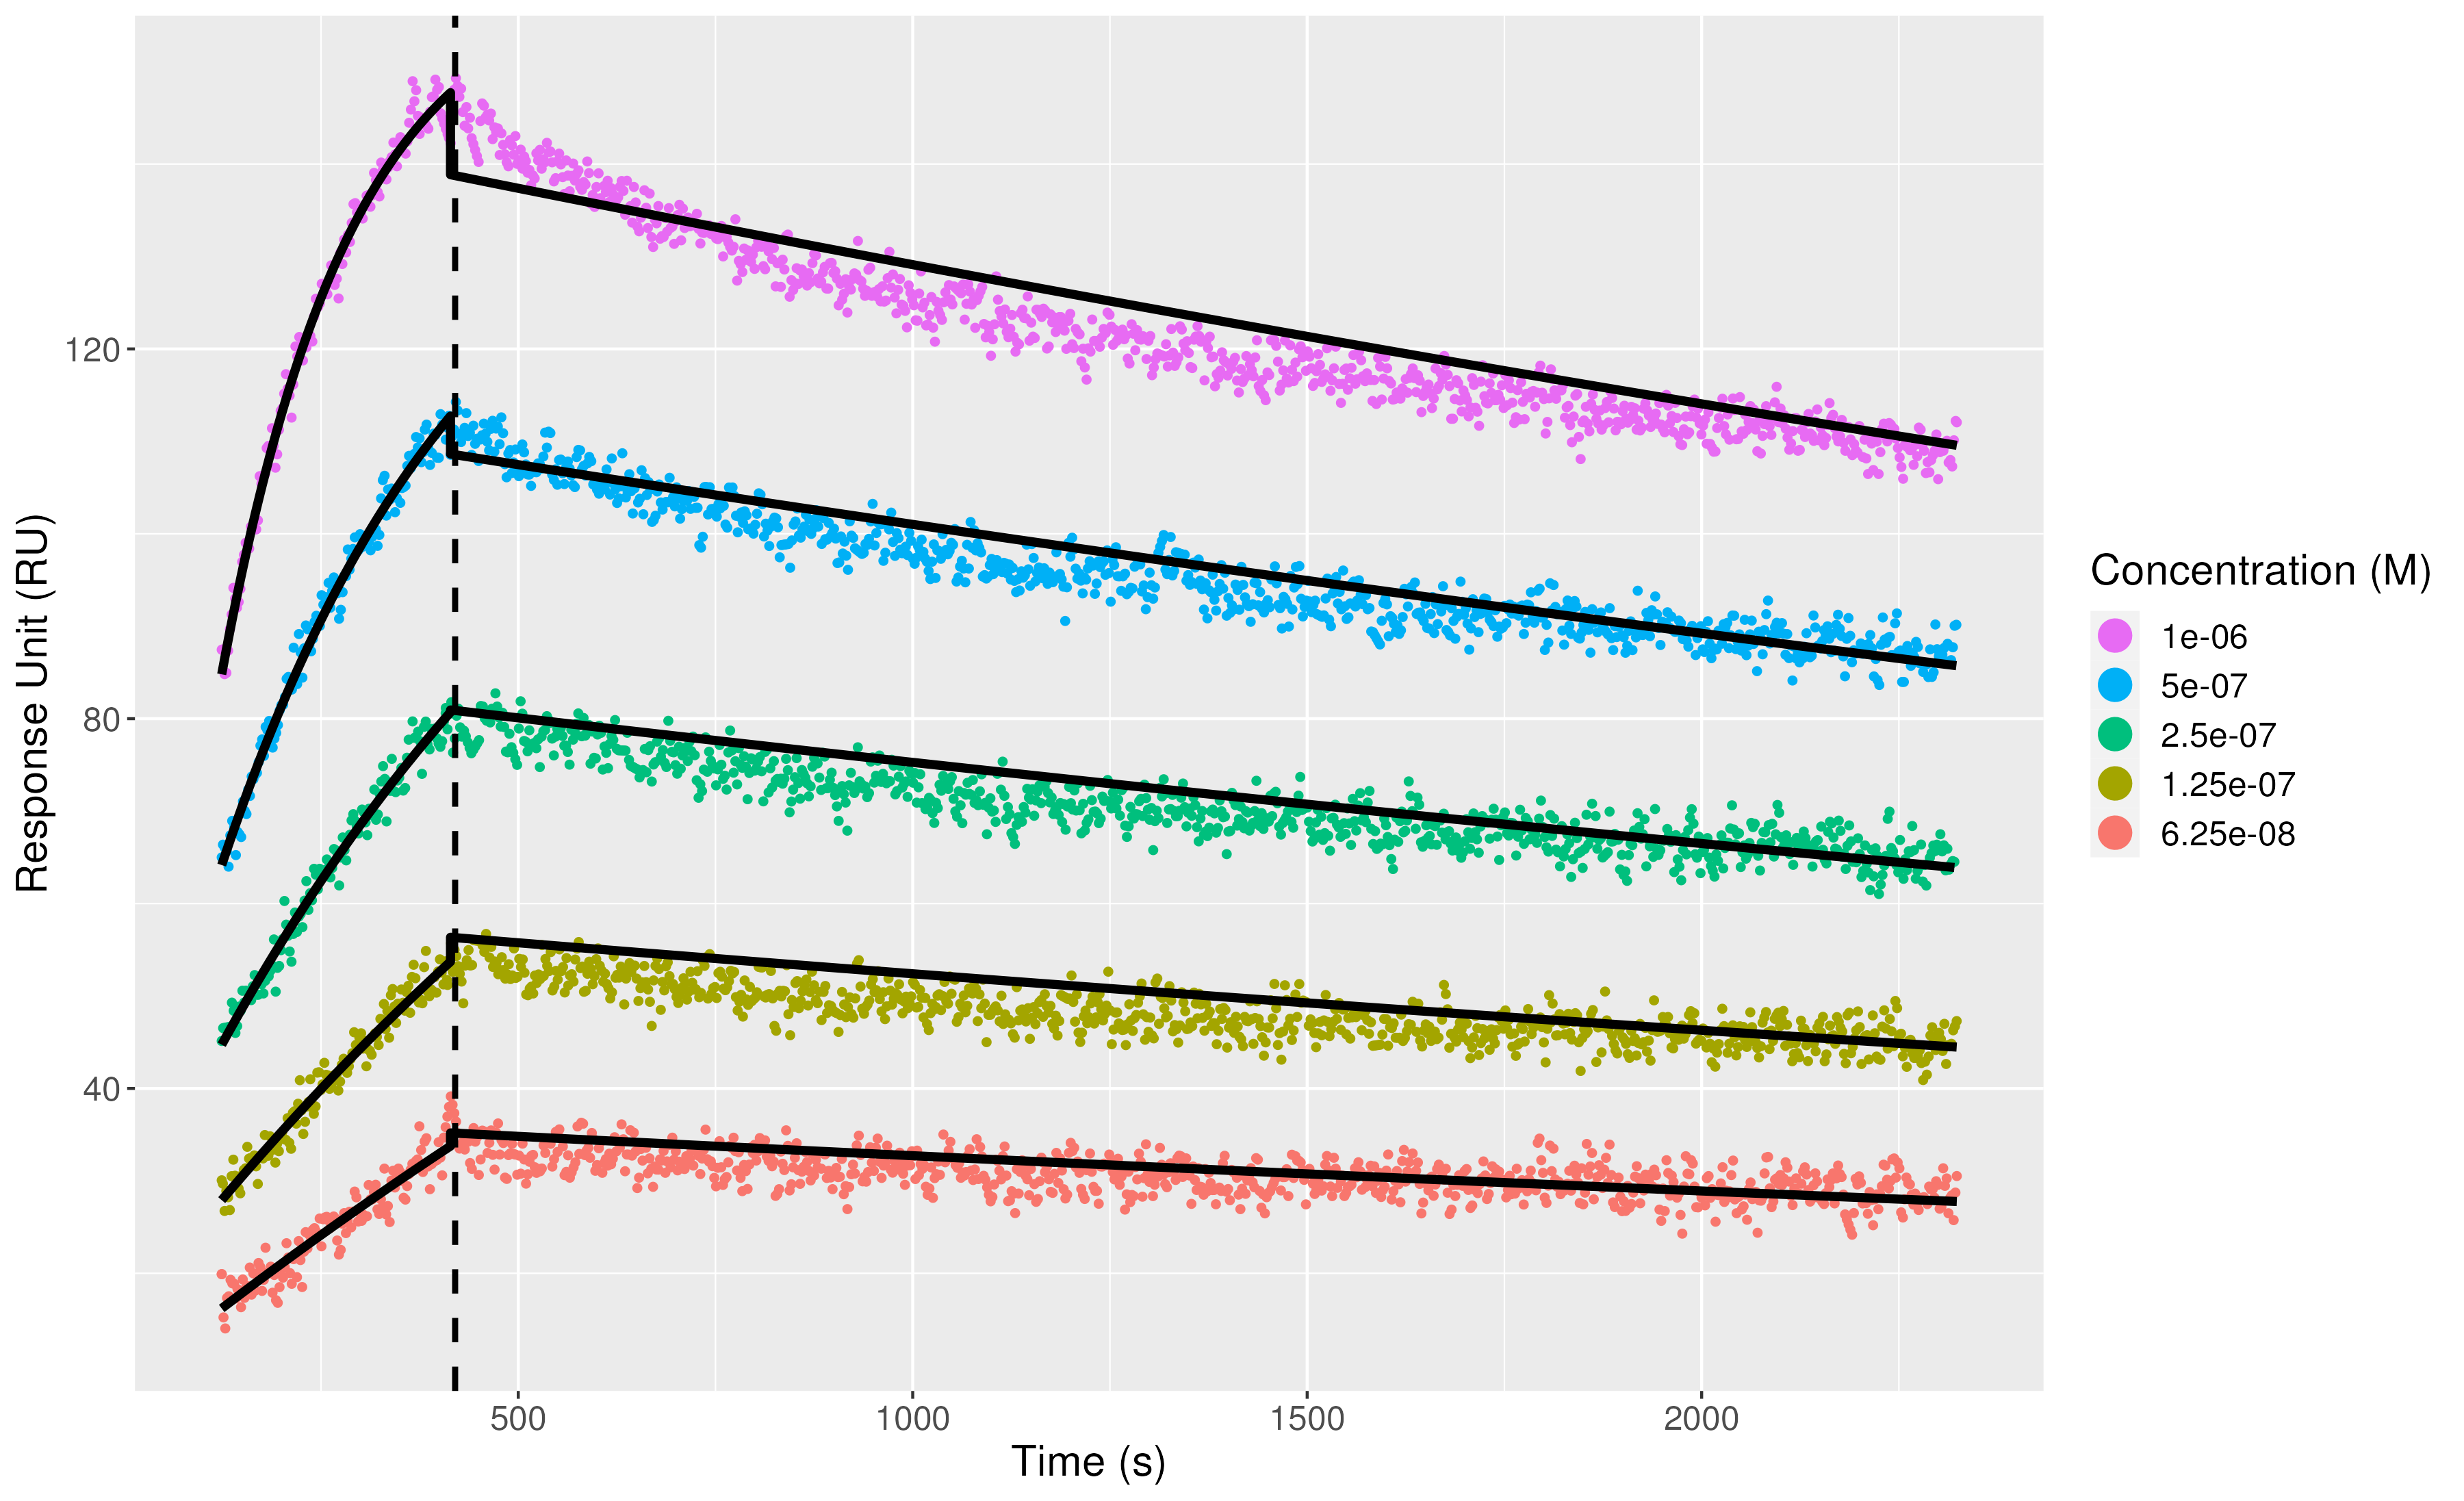 Response Unit (RU)
120
80
40
500
1000
1500
2000
Time (s)
Concentration (M)
1e-06
5e-07
2.5e-07
1.25e-07
6.25e-08